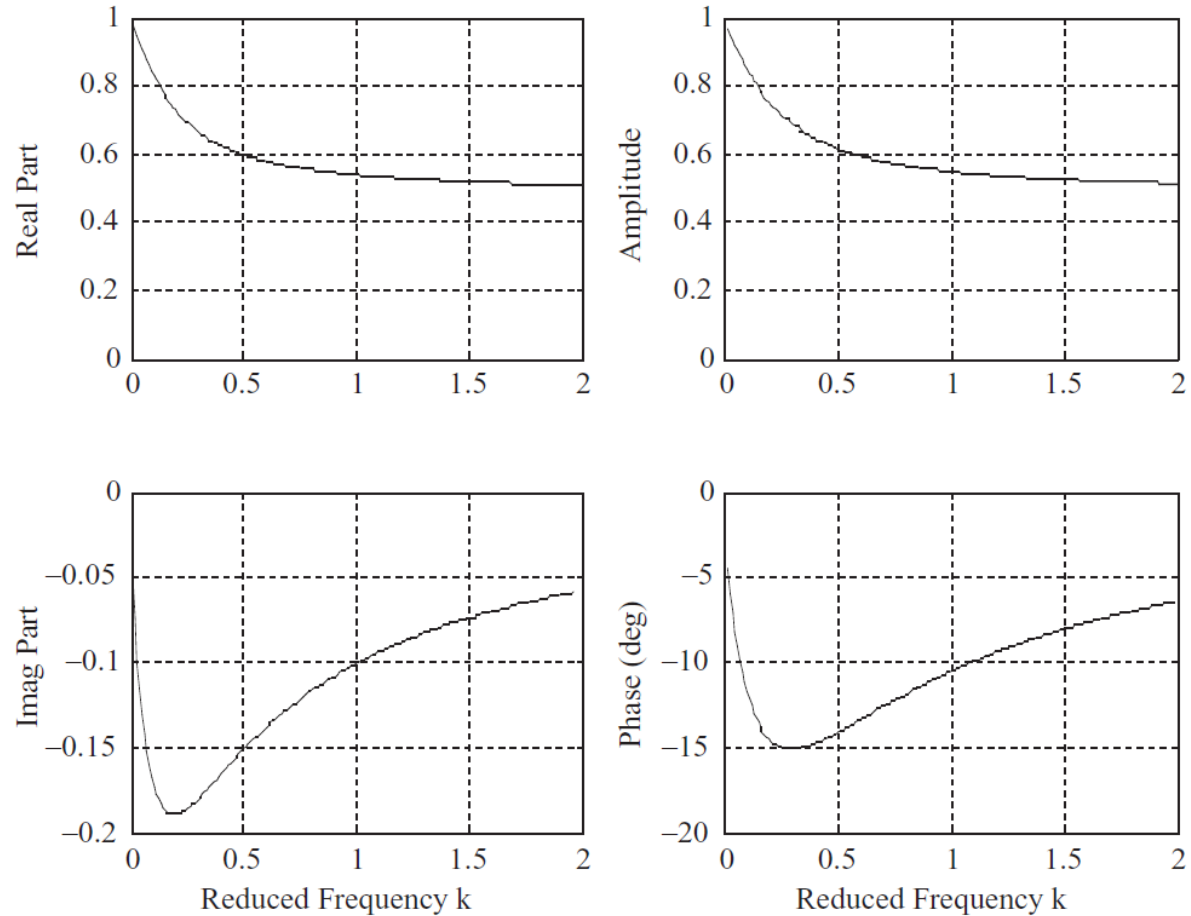 Real Part
1
0.8
0.6
0.4
0.2
0
0 0.5 1 1.5 2
Amplitude
1
0.8
0.6
0.4
0.2
0
0 0.5 1 1.5 2
Imag Part
0
–0.05
–0.1
–0.15
–0.2
0 0.5 1 1.5 2
Reduced Frequency k
Phase (deg)
0
–5
–10
–15
–20
0 0.5 1 1.5 2
Reduced Frequency k